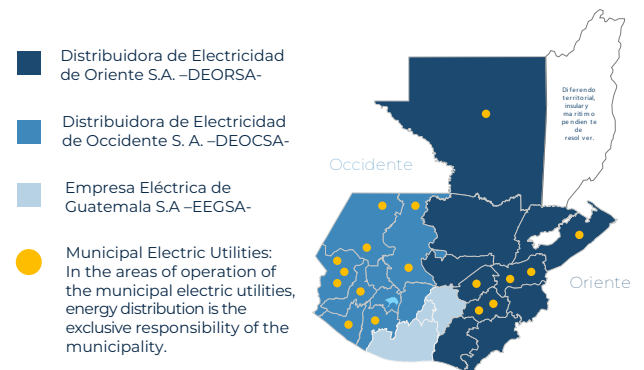 Distribuidora de Electricidad
de Oriente S.A. –DEORSA-
Distribuidora de Electricidad
de Occidente S. A. –DEOCSA-
Empresa Eléctrica de
Guatemala S.A –EEGSA-
Municipal Electric Utilities:
In the areas of operation of
the municipal electric utilities,
energy distribution is the
exclusive responsibility of the
municipality.
Occidente
Diferendo
territorial,
insular y
marítimo
pendiente
de
resolver.
Oriente